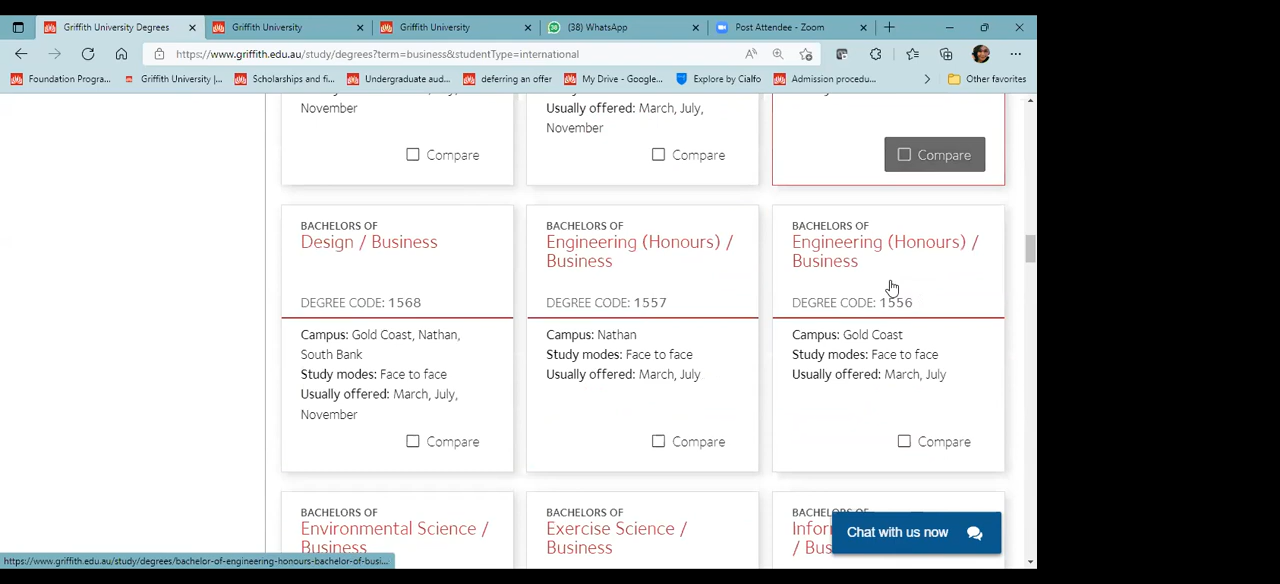 Griffith University Degrees
Griffith University
Griffith University
(38) WhatsApp
Post Attendee - Zoom
https://www.griffith.edu.au/study/degrees?term=business&studentType=international
Foundation Progra...
Griffith University |...
Scholarships and fi...
Undergraduate aud...
deferring an offer
My Drive - Google...
Explore by Cialfo
Admission procedu...
Other favorites
November
Usually offered: March, July,
November
Compare
Compare
Compare
BACHELORS OF
Design / Business
DEGREE CODE: 1568
Campus: Gold Coast, Nathan,
South Bank
Study modes: Face to face
Usually offered: March, July,
November
Compare
BACHELORS OF
Engineering (Honours) /
Business
DEGREE CODE: 1557
Campus: Nathan
Study modes: Face to face
Usually offered: March, July
Compare
BACHELORS OF
Engineering (Honours) /
Business
DEGREE CODE: 1556
Campus: Gold Coast
Study modes: Face to face
Usually offered: March, July
Compare
BACHELORS OF
Environmental Science /
Business
BACHELORS OF
Exercise Science /
Business
Chat with us now
https://www.griffith.edu.au/study/degrees/bachelor-of-engineering-honours-bachelor-of-busi...